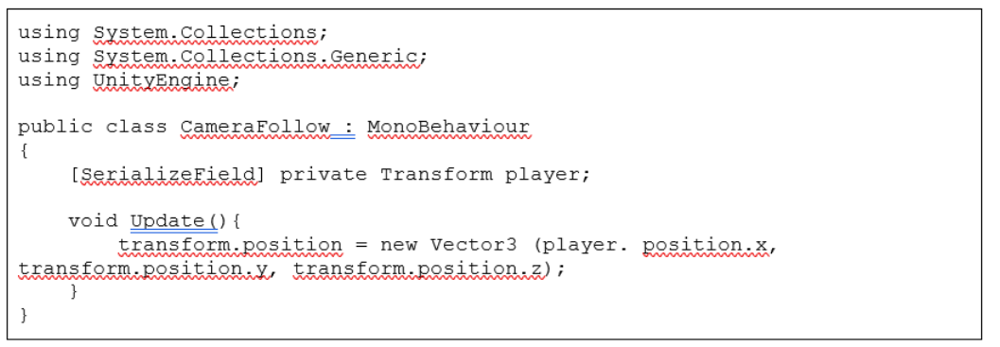 using System.Collections;
using System.Collections.Generic;
using UnityEngine;

public class CameraFollow : MonoBehaviour
{
    [SerializeField] private Transform player;

    void Update(){
        transform.position = new Vector3 (player. position.x,
transform.position.y, transform.position.z);
    }
}